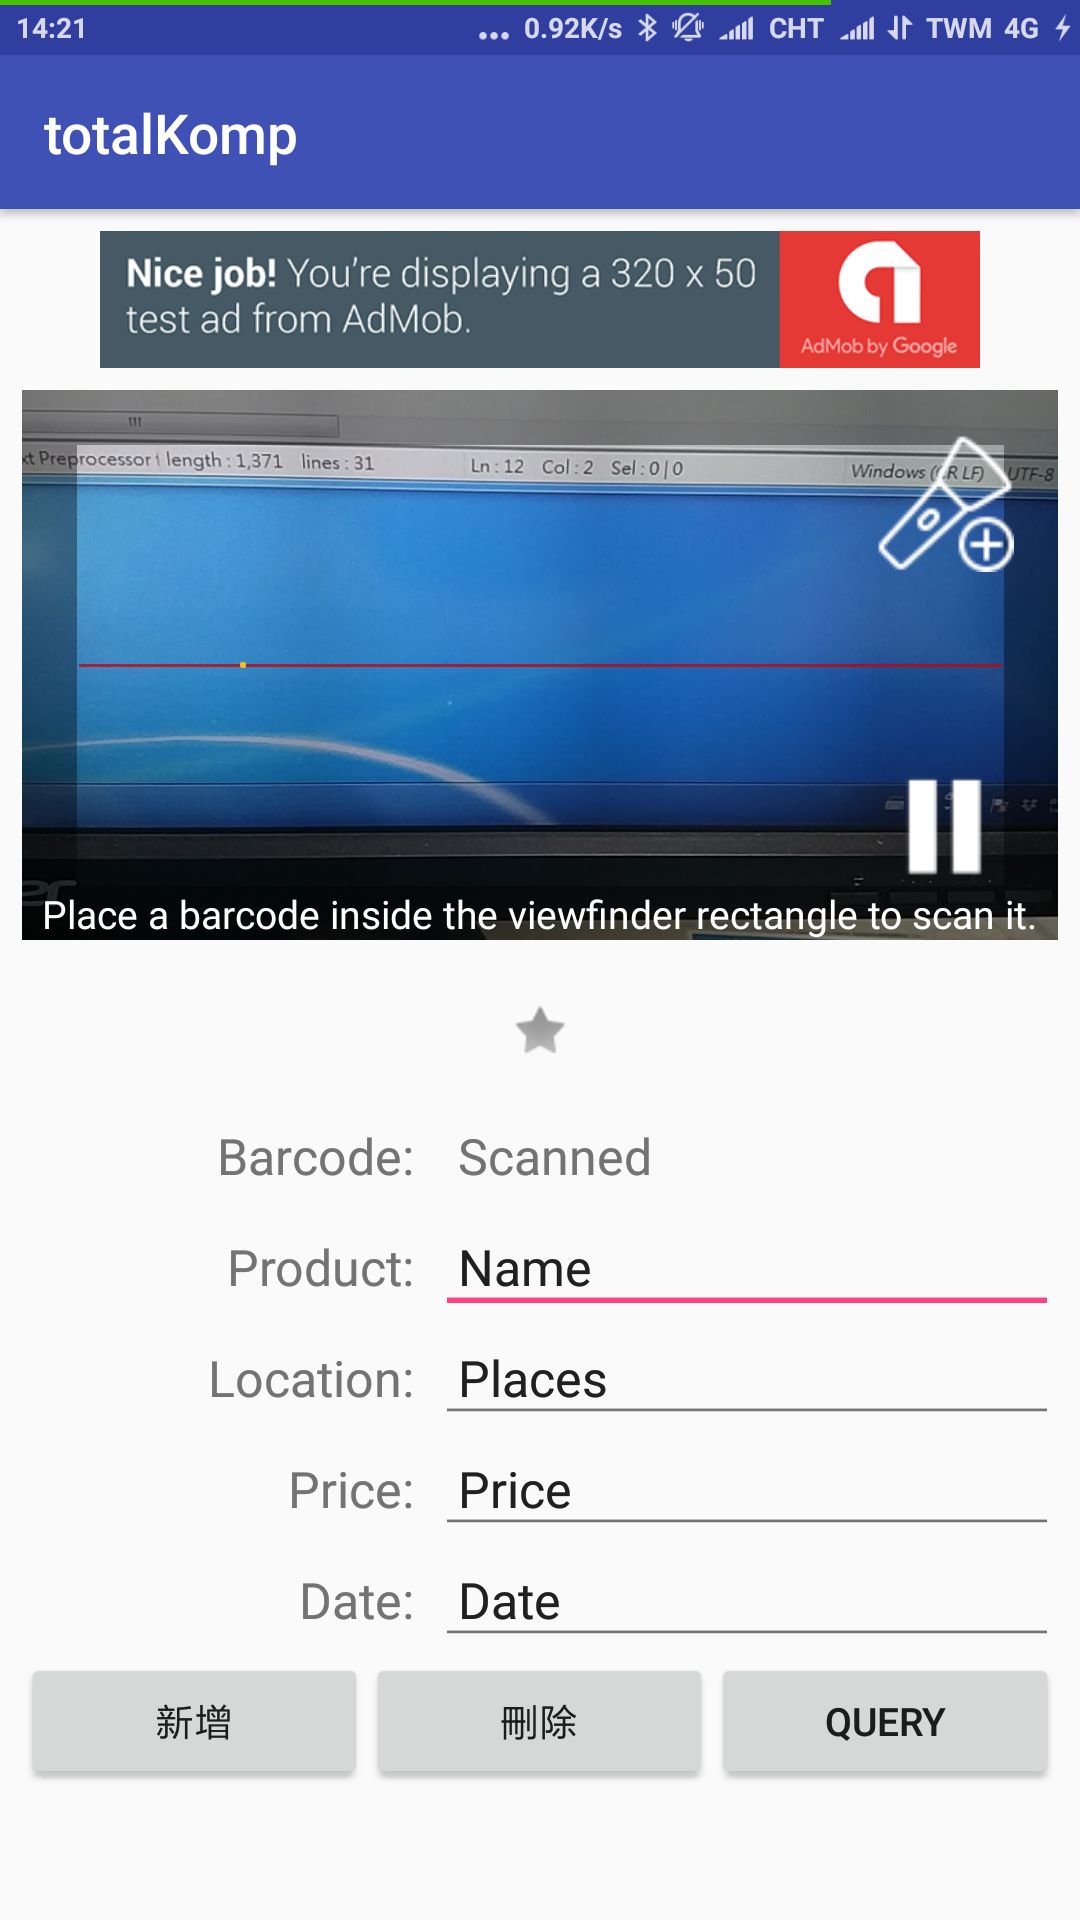 14:21 ... 0.92K/s CHT TWM 4G
totalKomp
Nice job! You're displaying a 320 x 50
test ad from AdMob.
AdMob by Google
xt Preprocessor f length : 1,371 lines : 31 Ln : 12 Col : 2 Sel : 0 | 0 Windows (CR LF) UTF-8
er
Place a barcode inside the viewfinder rectangle to scan it.
Barcode: Scanned
Product: Name
Location: Places
Price: Price
Date: Date
新增 刪除 QUERY